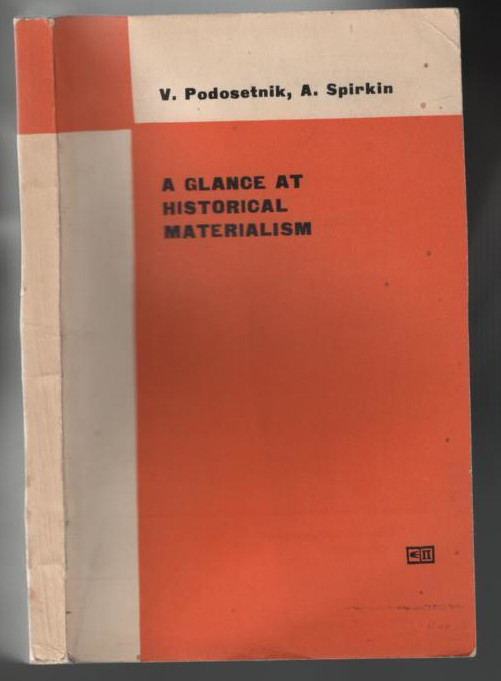 V. Podosetnik, A. Spirkin
A GLANCE AT
HISTORICAL
MATERIALISM